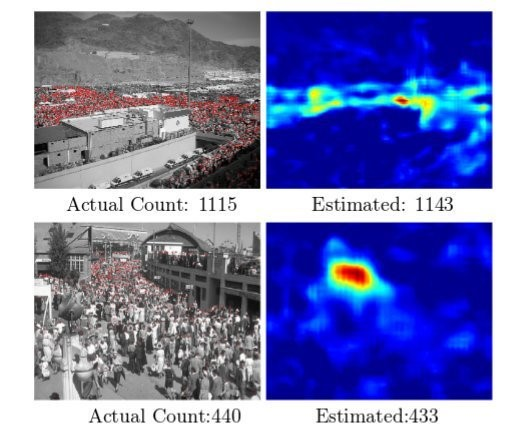 Actual Count: 1115
Estimated: 1143
Actual Count:440
Estimated:433